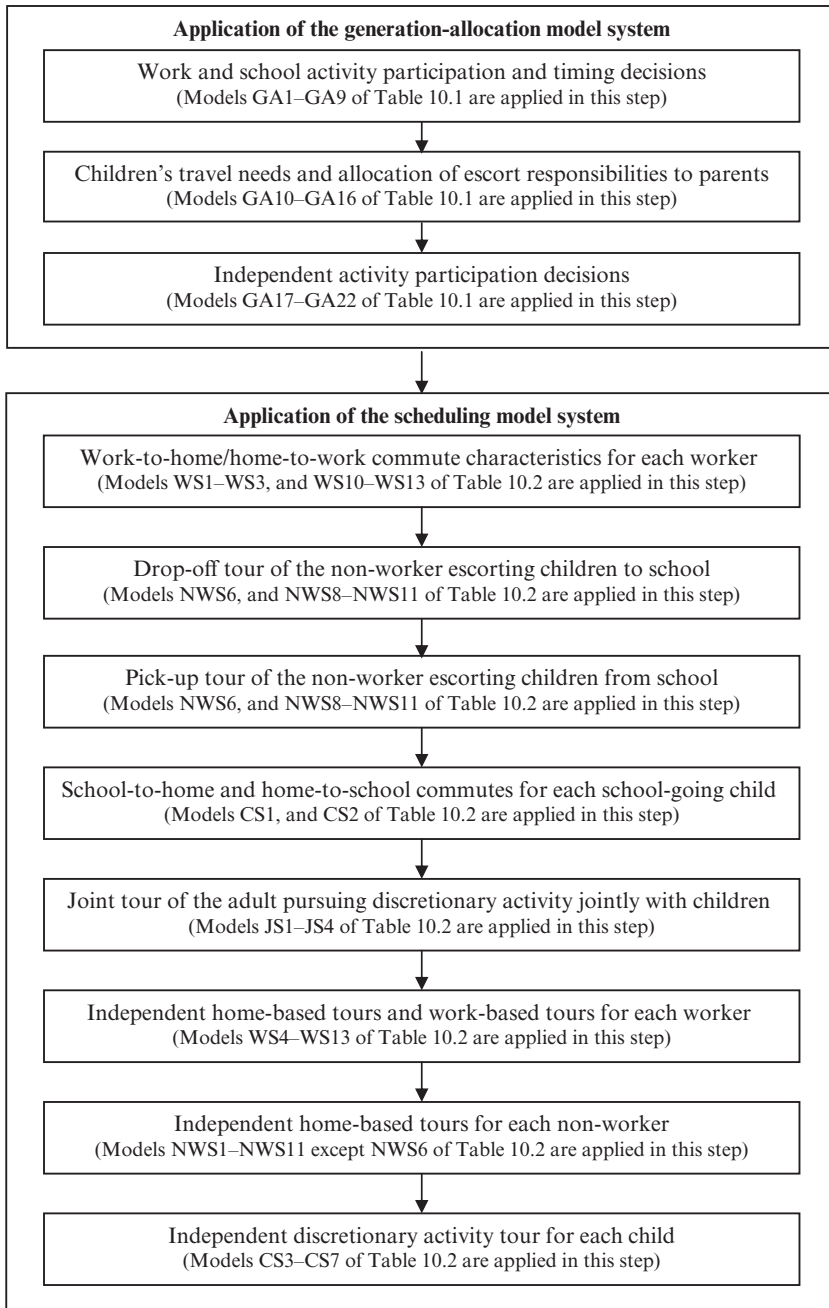 Application of the generation-allocation model system
Work and school activity participation and timing decisions
(Models GA1–GA9 of Table 10.1 are applied in this step)
Children's travel needs and allocation of escort responsibilities to parents
(Models GA10–GA16 of Table 10.1 are applied in this step)
Independent activity participation decisions
(Models GA17–GA22 of Table 10.1 are applied in this step)
Application of the scheduling model system
Work-to-home/home-to-work commute characteristics for each worker
(Models WS1–WS3, and WS10–WS13 of Table 10.2 are applied in this step)
Drop-off tour of the non-worker escorting children to school
(Models NWS6, and NWS8–NWS11 of Table 10.2 are applied in this step)
Pick-up tour of the non-worker escorting children from school
(Models NWS6, and NWS8–NWS11 of Table 10.2 are applied in this step)
School-to-home and home-to-school commutes for each school-going child
(Models CS1, and CS2 of Table 10.2 are applied in this step)
Joint tour of the adult pursuing discretionary activity jointly with children
(Models JS1–JS4 of Table 10.2 are applied in this step)
Independent home-based tours and work-based tours for each worker
(Models WS4–WS13 of Table 10.2 are applied in this step)
Independent home-based tours for each non-worker
(Models NWS1–NWS11 except NWS6 of Table 10.2 are applied in this step)
Independent discretionary activity tour for each child
(Models CS3–CS7 of Table 10.2 are applied in this step)